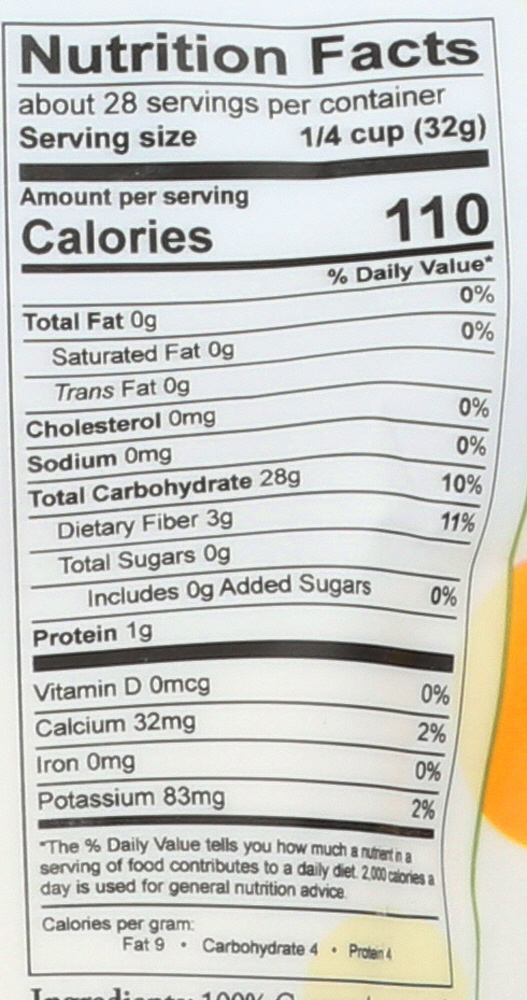 Nutrition Facts
about 28 servings per container
Serving size 1/4 cup (32g)
Amount per serving
Calories 110
% Daily Value*
Total Fat 0g 0%
Saturated Fat 0g 0%
Trans Fat 0g
Cholesterol 0mg 0%
Sodium 0mg 0%
Total Carbohydrate 28g 10%
Dietary Fiber 3g 11%
Total Sugars 0g
Includes 0g Added Sugars 0%
Protein 1g
Vitamin D 0mcg 0%
Calcium 32mg 2%
Iron 0mg 0%
Potassium 83mg 2%
*The % Daily Value tells you how much a nutrient in a
serving of food contributes to a daily diet. 2,000 calories a
day is used for general nutrition advice.
Calories per gram:
Fat 9 • Carbohydrate 4 • Protein 4
Ingredients: 100%